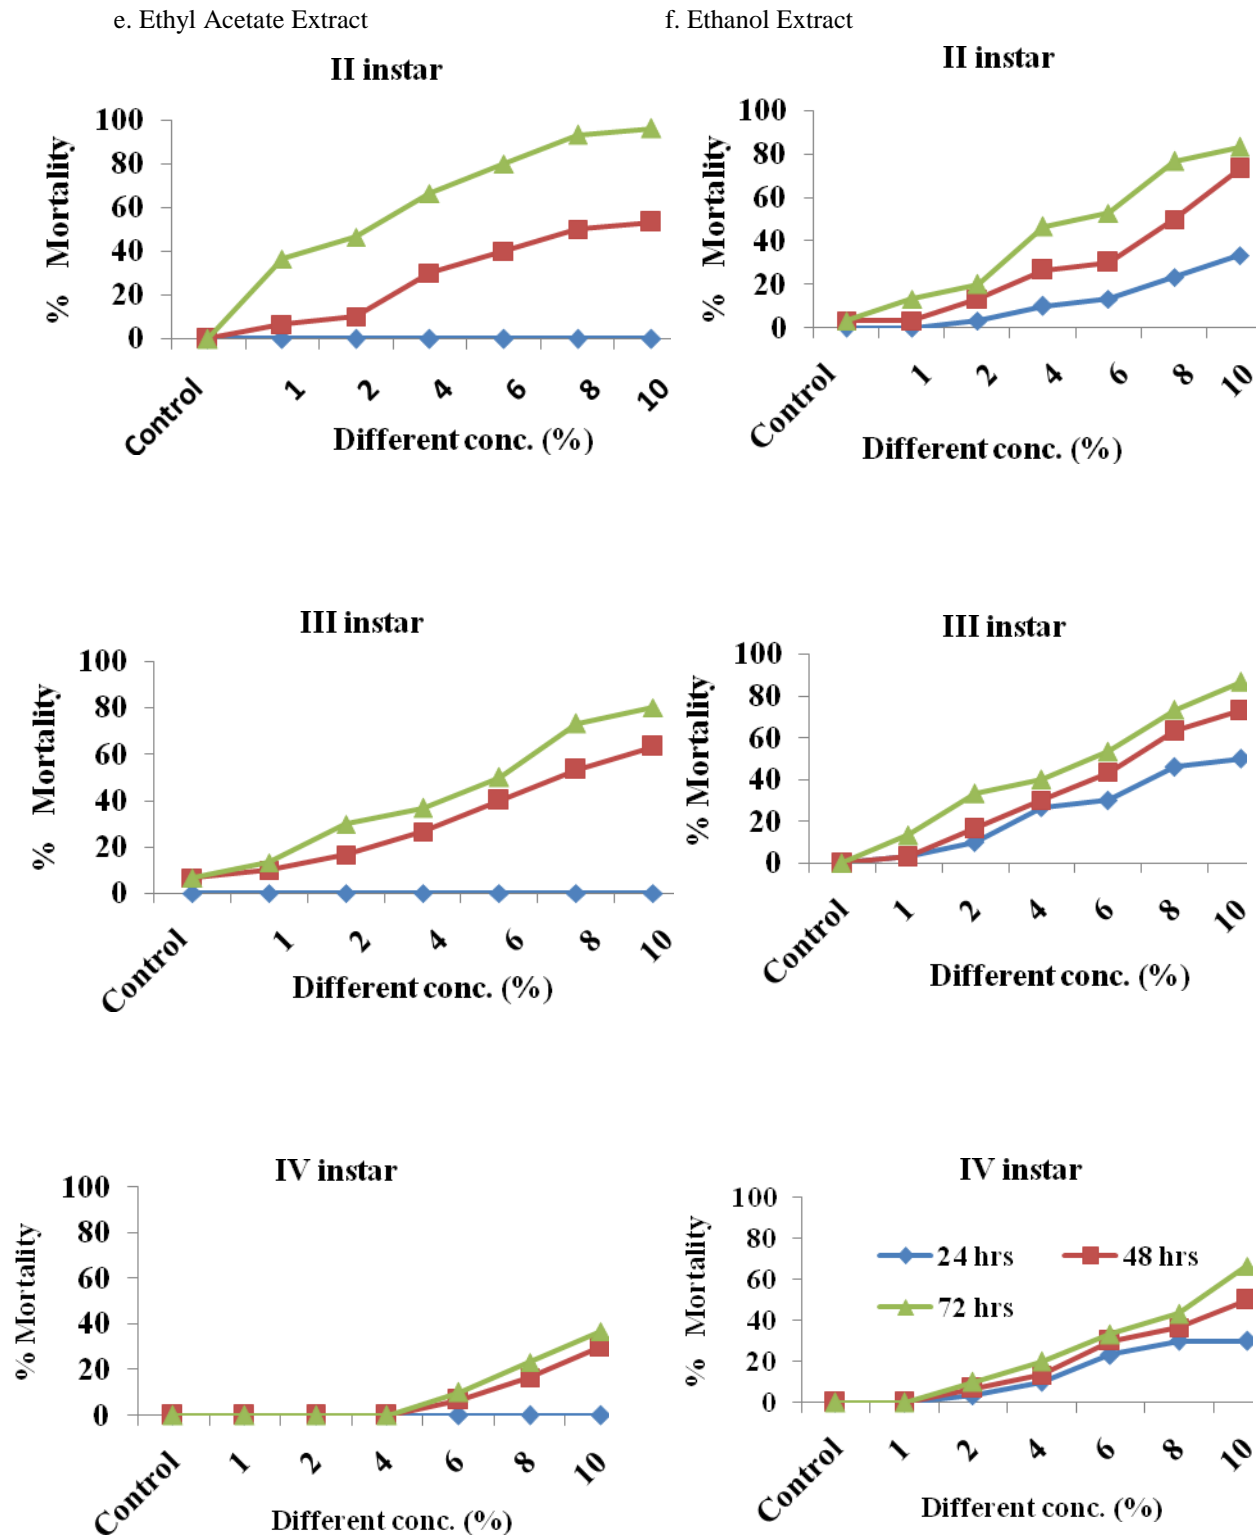 e. Ethyl Acetate Extract
f. Ethanol Extract
II instar
100
80
60
40
20
0
% Mortality
Control 1 2 4 6 8 10
Different conc. (%)
II instar
100
80
60
40
20
0
% Mortality
Control 1 2 4 6 8 10
Different conc. (%)
III instar
100
80
60
40
20
0
% Mortality
Control 1 2 4 6 8 10
Different conc. (%)
III instar
100
80
60
40
20
0
% Mortality
Control 1 2 4 6 8 10
Different conc. (%)
IV instar
100
80
60
40
20
0
% Mortality
Control 1 2 4 6 8 10
Different conc. (%)
IV instar
100
80
60
40
20
0
% Mortality
24 hrs 48 hrs
72 hrs
Control 1 2 4 6 8 10
Different conc. (%)